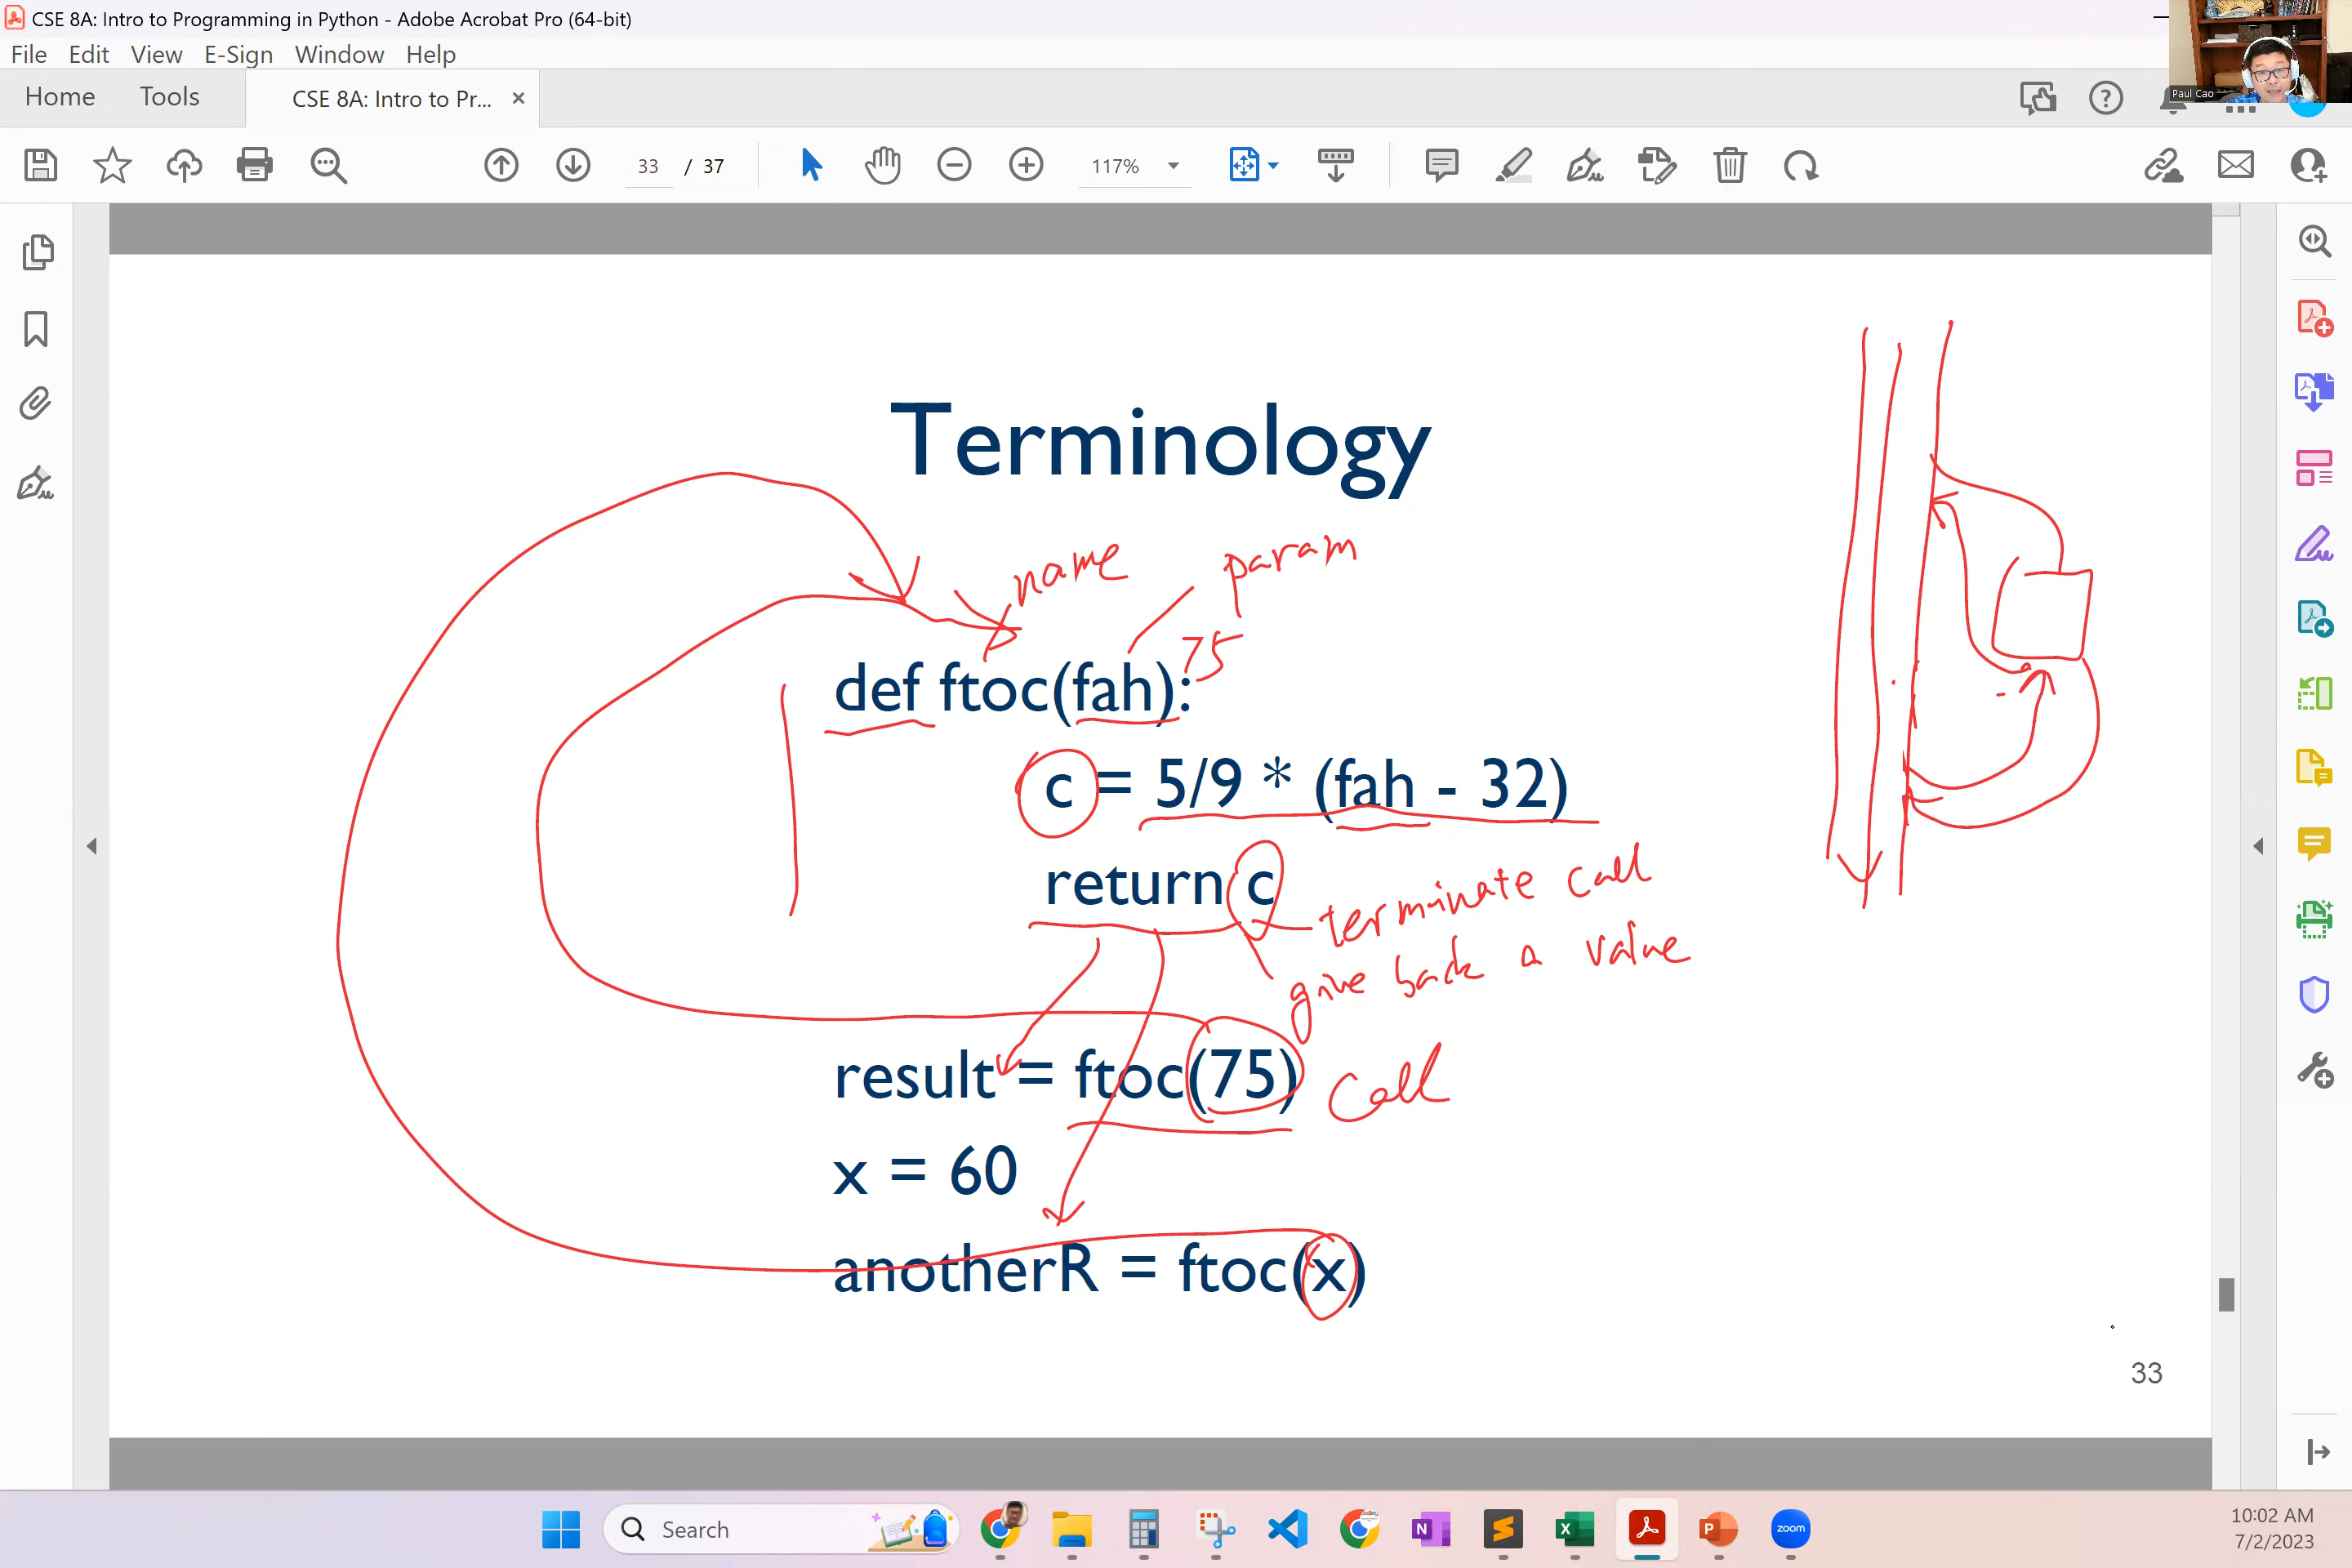 CSE 8A: Intro to Programming in Python - Adobe Acrobat Pro (64-bit)
File Edit View E-Sign Window Help
Home Tools CSE 8A: Intro to Pr... ×
Paul Cao
33 / 37 117%
Terminology
name param
75
def ftoc(fah):
c = 5/9 * (fah - 32)
return c
terminate call
give back a value
result = ftoc(75) Call
x = 60
anotherR = ftoc(x)
33
Search
zoom
10:02 AM
7/2/2023